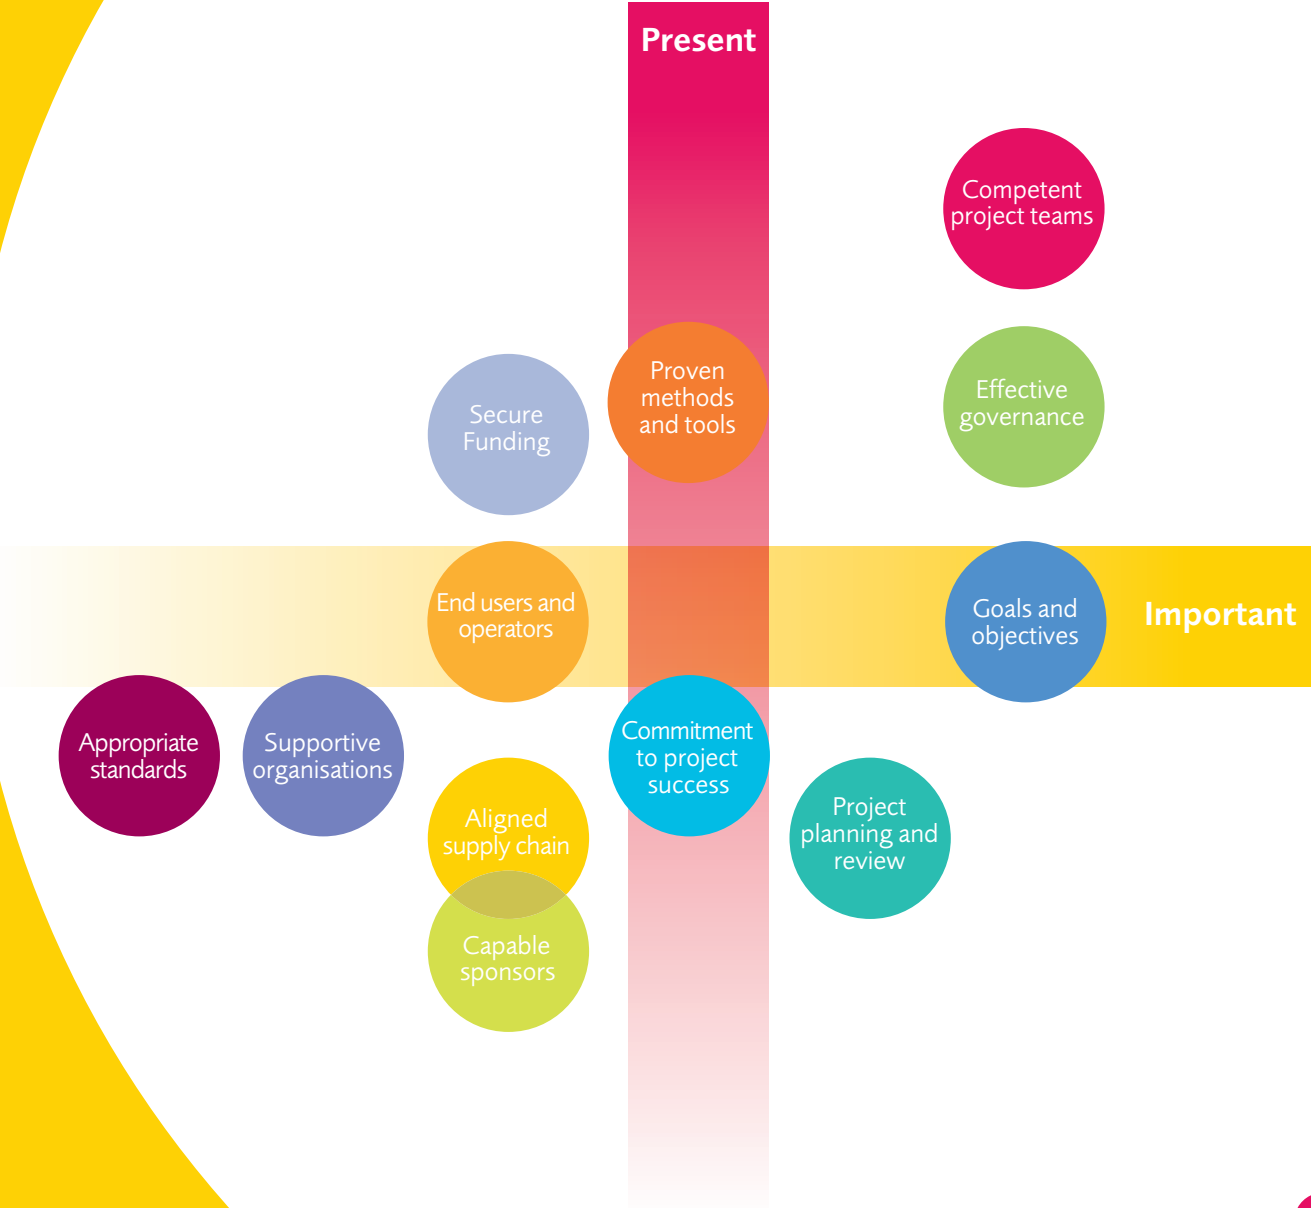 Present
Competent
project teams
Proven
methods
and tools
Effective
governance
Secure
Funding
End users and
operators
Goals and
objectives
Important
Appropriate
standards
Supportive
organisations
Commitment
to project
success
Aligned
supply chain
Project
planning and
review
Capable
sponsors